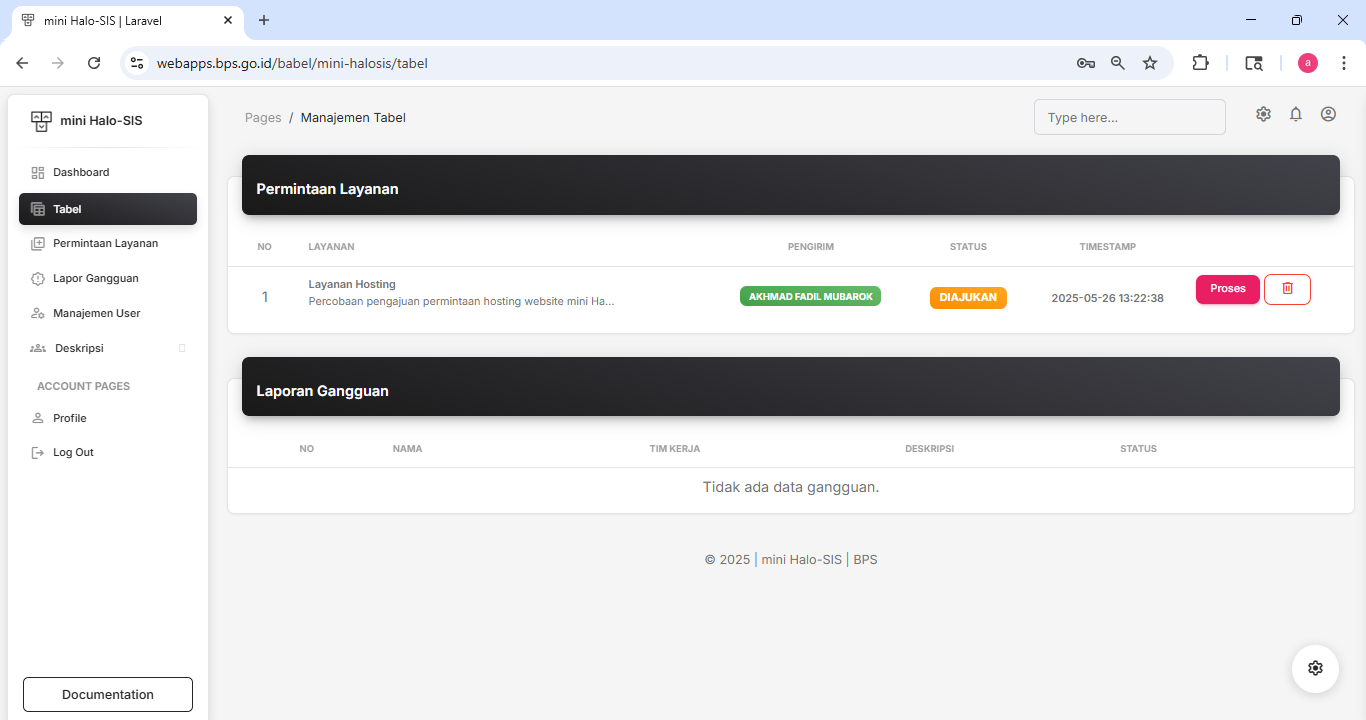 mini Halo-SIS | Laravel
webapps.bps.go.id/babel/mini-halosis/tabel
a
mini Halo-SIS
Dashboard
Tabel
Permintaan Layanan
Lapor Gangguan
Manajemen User
Deskripsi
ACCOUNT PAGES
Profile
Log Out
Documentation
Pages / Manajemen Tabel
Type here...
Permintaan Layanan
NO LAYANAN PENGIRIM STATUS TIMESTAMP
1 Layanan Hosting
Percobaan pengajuan permintaan hosting website mini Ha...
AKHMAD FADIL MUBAROK DIAJUKAN 2025-05-26 13:22:38 Proses
Laporan Gangguan
NO NAMA TIM KERJA DESKRIPSI STATUS
Tidak ada data gangguan.
© 2025 | mini Halo-SIS | BPS